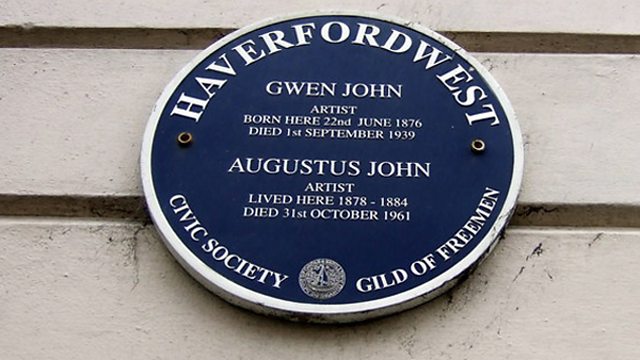 HAVERFORDWEST
GWEN JOHN
ARTIST
BORN HERE 22nd JUNE 1876
DIED 1st SEPTEMBER 1939
AUGUSTUS JOHN
ARTIST
LIVED HERE 1878 - 1884
DIED 31st OCTOBER 1961
CIVIC SOCIETY
GILD OF FREEMEN